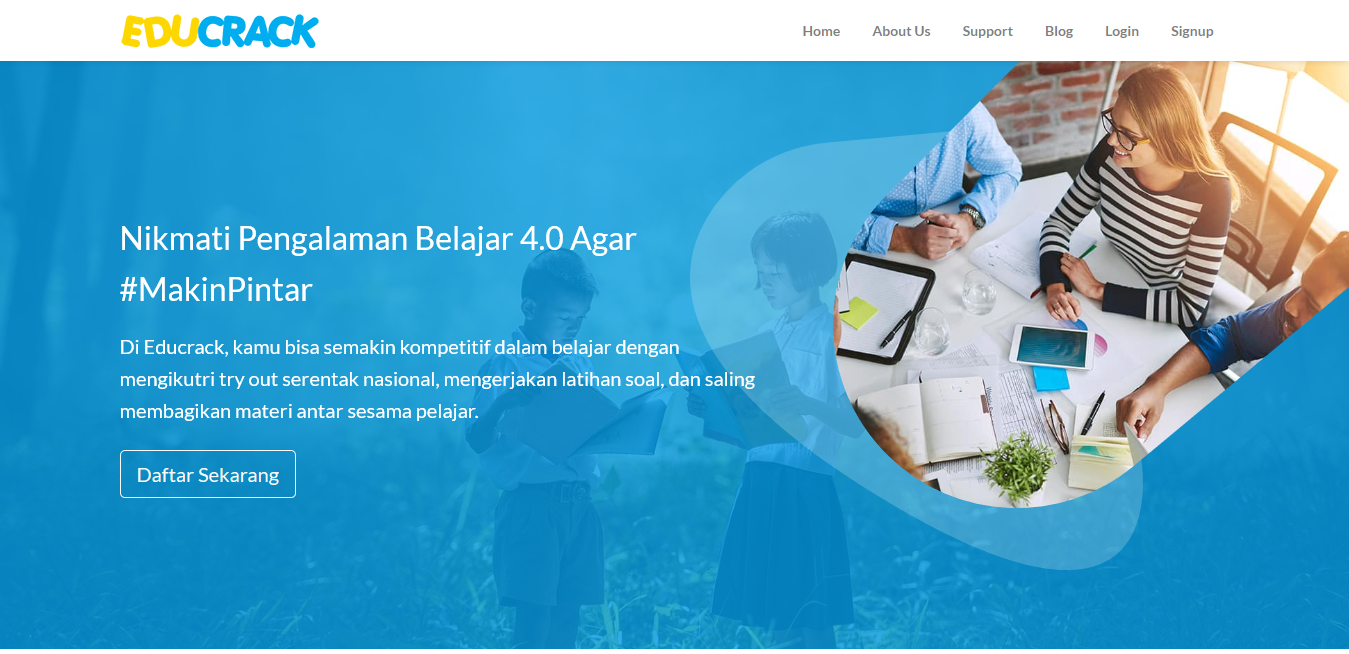 EDUCRACK
Home About Us Support Blog Login Signup
Nikmati Pengalaman Belajar 4.0 Agar
#MakinPintar
Di Educrack, kamu bisa semakin kompetitif dalam belajar dengan
mengikutri try out serentak nasional, mengerjakan latihan soal, dan saling
membagikan materi antar sesama pelajar.
Daftar Sekarang